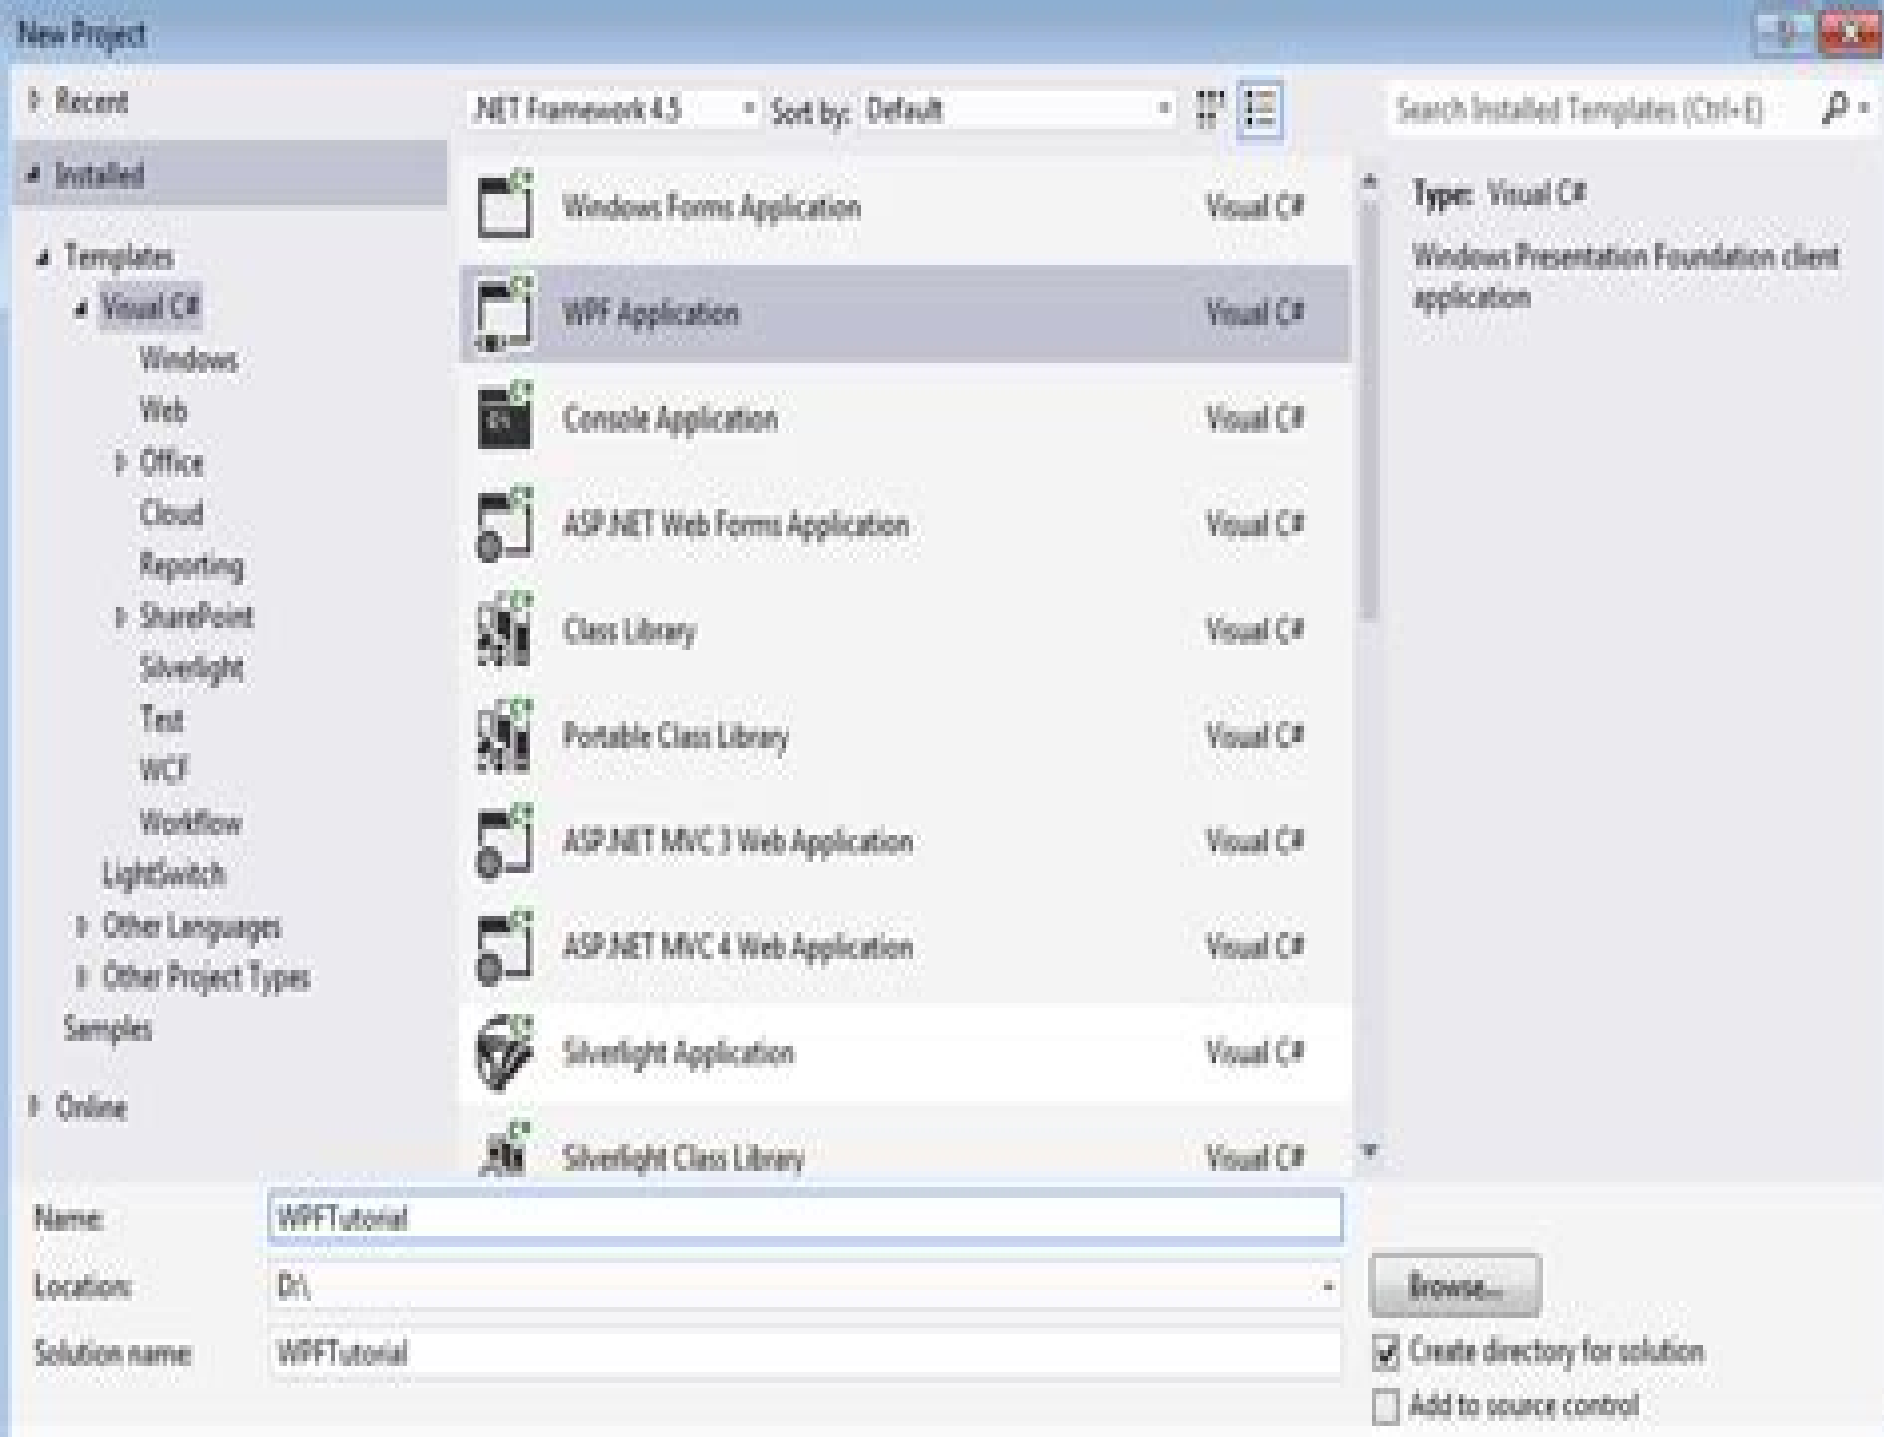 New Project
Recent
Installed
Templates
Visual C#
Windows
Web
Office
Cloud
Reporting
SharePoint
Silverlight
Test
WCF
Workflow
LightSwitch
Other Languages
Other Project Types
Samples
Online
.NET Framework 4.5
Sort by: Default
Search Installed Templates (Ctrl+E)
Windows Forms Application Visual C#
WPF Application Visual C#
Console Application Visual C#
ASP.NET Web Forms Application Visual C#
Class Library Visual C#
Portable Class Library Visual C#
ASP.NET MVC 3 Web Application Visual C#
ASP.NET MVC 4 Web Application Visual C#
Silverlight Application Visual C#
Silverlight Class Library Visual C#
Type: Visual C#
Windows Presentation Foundation client
application
Name: WPFTutorial
Location: D:\
Solution name: WPFTutorial
Browse...
Create directory for solution
Add to source control